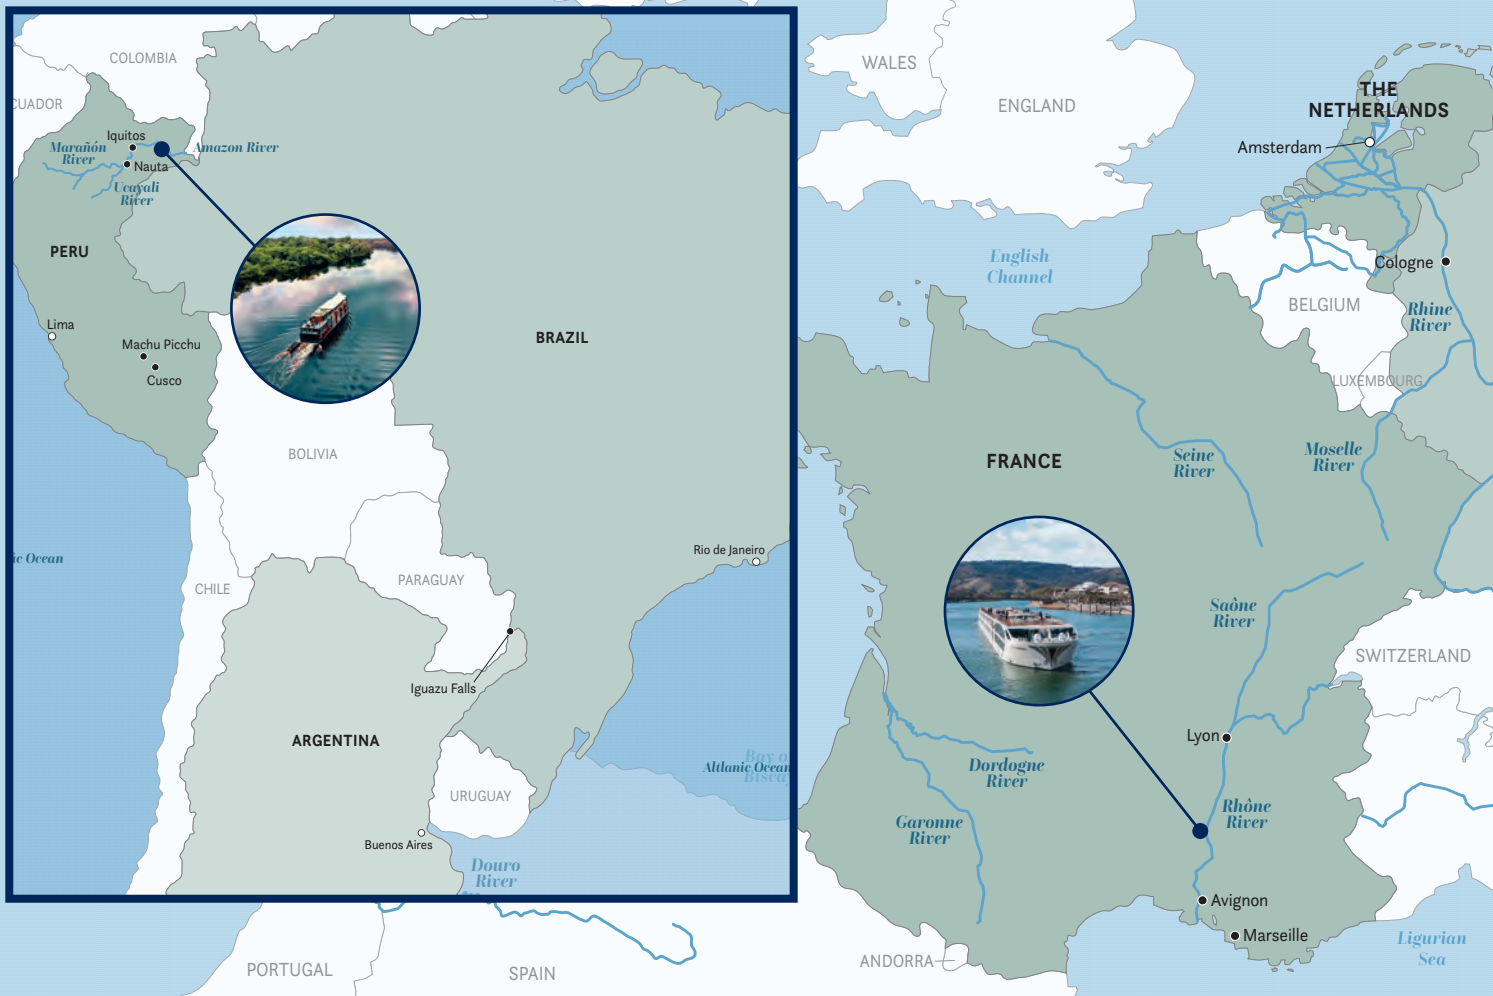 COLOMBIA
CUADOR
Iquitos
Marañón
River
Amazon River
Nauta
Ucayali
River
PERU
Lima
Machu Picchu
Cusco
BRAZIL
BOLIVIA
ic Ocean
CHILE
PARAGUAY
Rio de Janeiro
Iguazu Falls
ARGENTINA
Bay o
Altlanic Ocean
Biscay
URUGUAY
Buenos Aires
Douro
River
PORTUGAL
SPAIN
WALES
ENGLAND
THE
NETHERLANDS
Amsterdam
English
Channel
Cologne
BELGIUM
Rhine
River
LUXEMBOURG
FRANCE
Seine
River
Moselle
River
Saône
River
SWITZERLAND
Lyon
Dordogne
River
Garonne
River
Rhône
River
Avignon
Marseille
ANDORRA
Ligurian
Sea